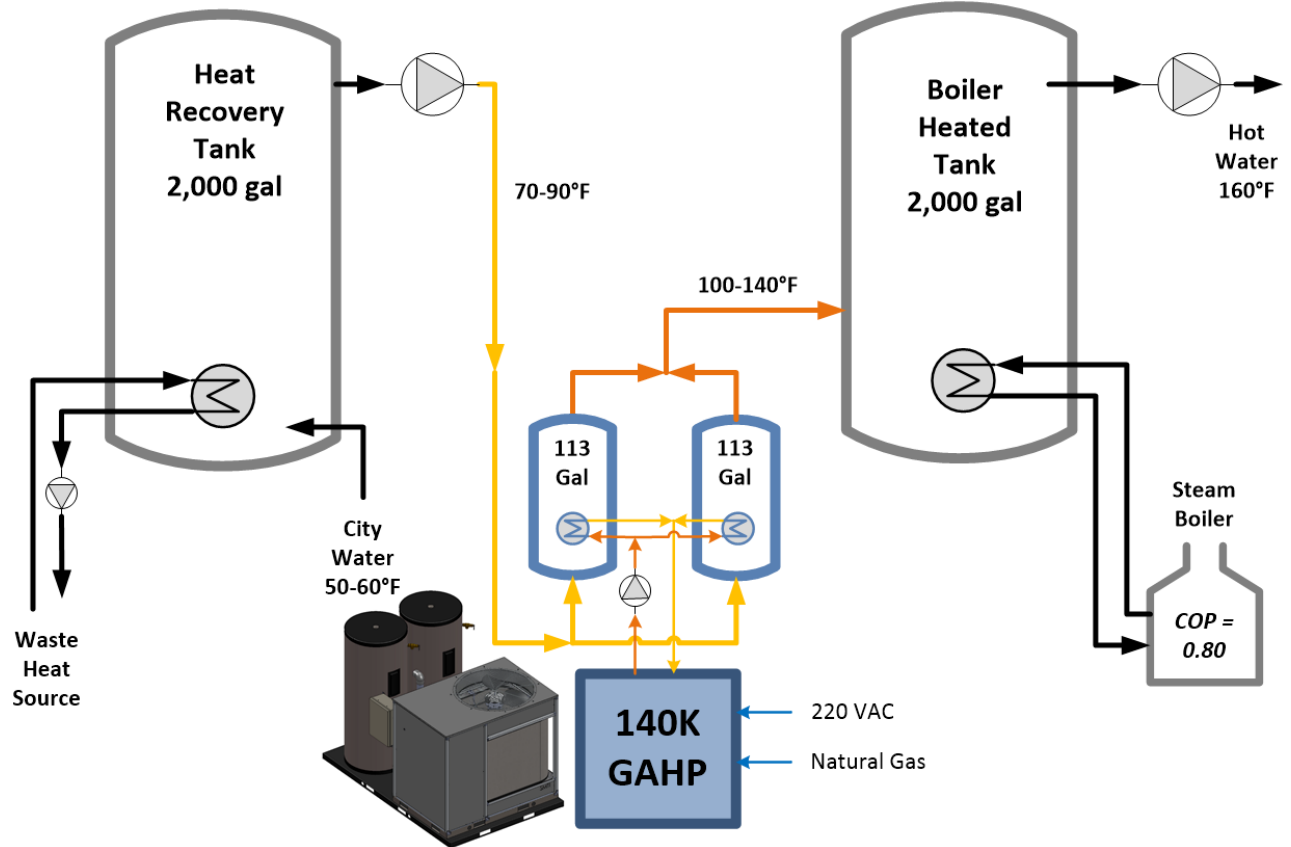 Heat
Recovery
Tank
2,000 gal
70-90°F
Boiler
Heated
Tank
2,000 gal
Hot
Water
160°F
100-140°F
113
Gal
113
Gal
City
Water
50-60°F
Waste
Heat
Source
140K
GAHP
220 VAC
Natural Gas
Steam
Boiler
COP =
0.80